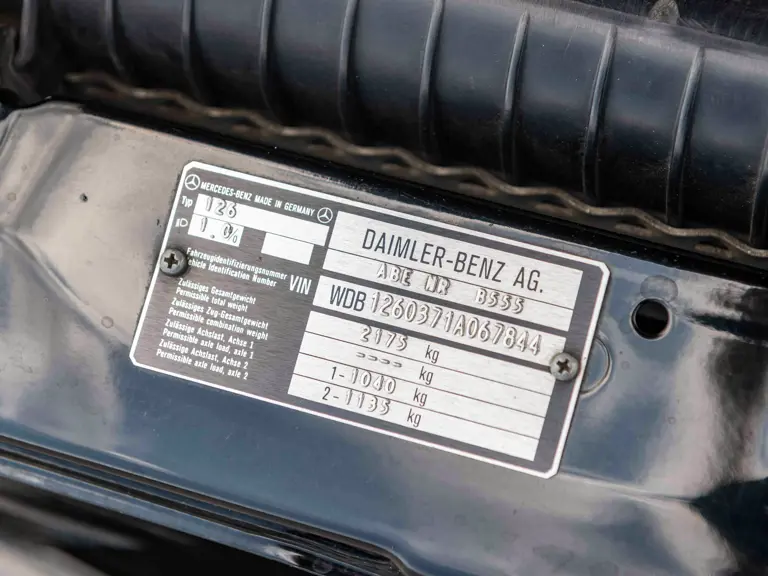 MERCEDES-BENZ MADE IN GERMANY
Typ 126
1.0%
DAIMLER-BENZ AG.
ABE NR B555
Fahrzeugidentifizierungsnummer
Vehicle Identification Number
VIN
WDB 1260371A067844
Zulässiges Gesamtgewicht
Permissible total weight
2175 kg
Zulässiges Zug-Gesamtgewicht
Permissible combination weight
---- kg
Zulässige Achslast, Achse 1
Permissible axle load, axle 1
1-1040 kg
Zulässige Achslast, Achse 2
Permissible axle load, axle 2
2-1135 kg